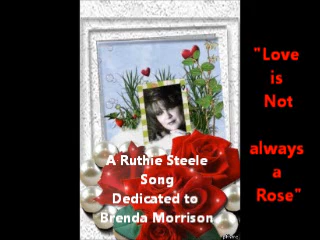 A Ruthie Steele
Song
Dedicated to
Brenda Morrison
"Love
is
Not
always
a
Rose"